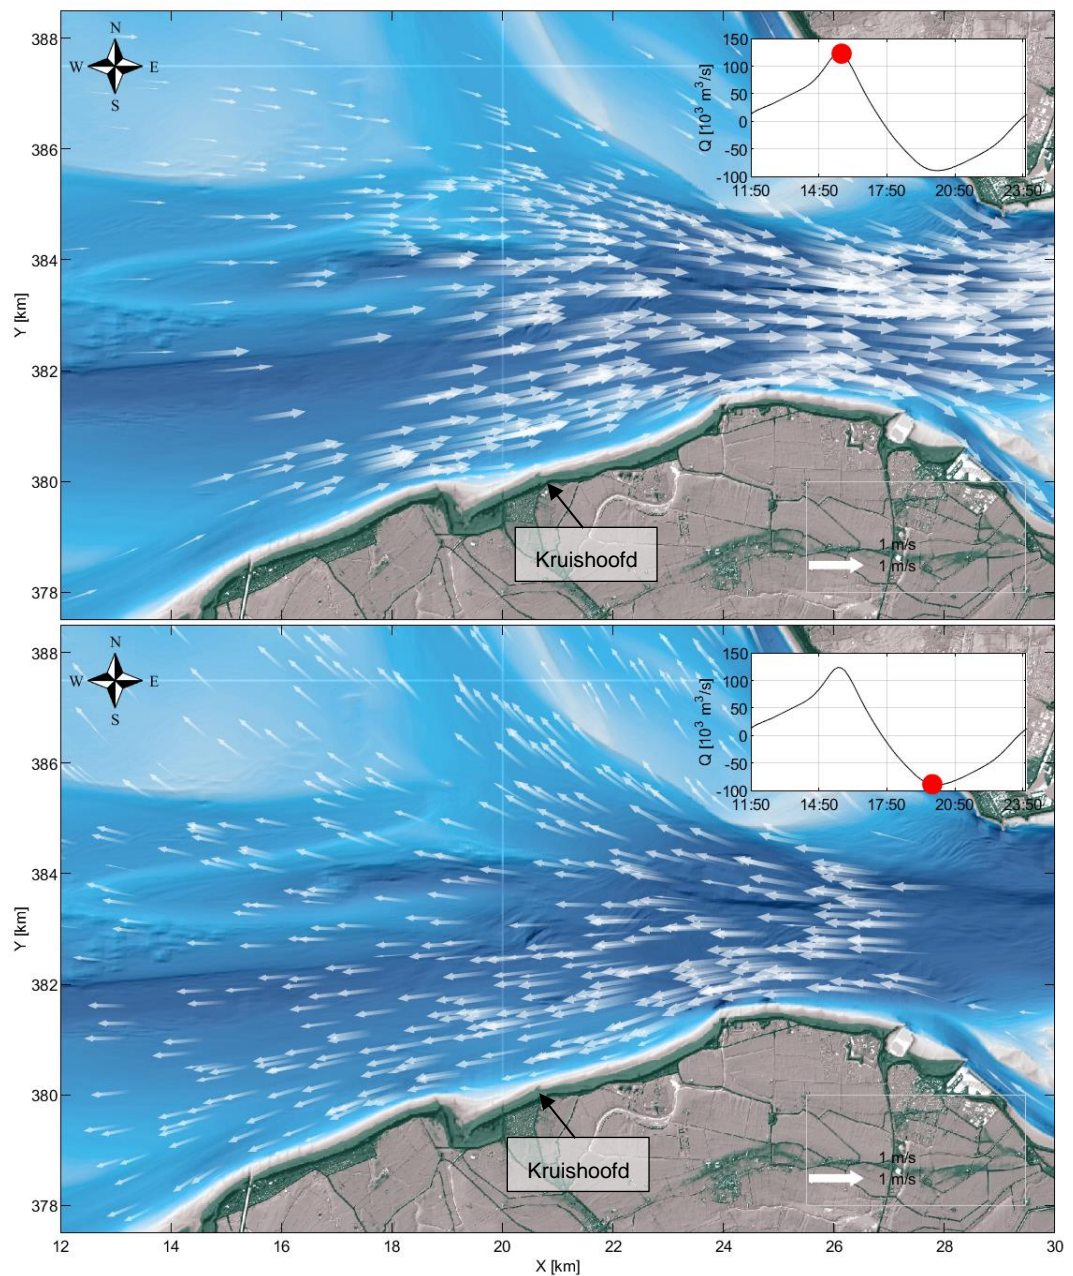 388
386
384
382
380
378
Y [km]
N
W E
S
150
100
50
0
-50
-100
Q [10³ m³/s]
11:50 14:50 17:50 20:50 23:50
Kruishoofd
1 m/s
1 m/s
388
386
384
382
380
378
Y [km]
N
W E
S
150
100
50
0
-50
-100
Q [10³ m³/s]
11:50 14:50 17:50 20:50 23:50
Kruishoofd
1 m/s
1 m/s
12 14 16 18 20 22 24 26 28 30
X [km]